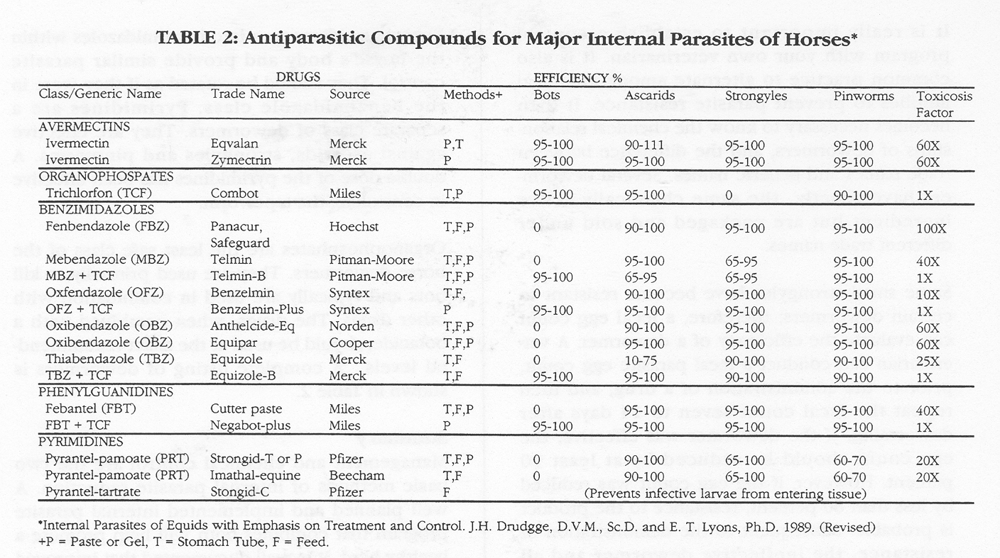 TABLE 2: Antiparasitic Compounds for Major Internal Parasites of Horses*
DRUGS EFFICIENCY %
Class/Generic Name Trade Name Source Methods+ Bots Ascarids Strongyles Pinworms Toxicosis
Factor
AVERMECTINS
Ivermectin Eqvalan Merck P,T 95-100 90-111 95-100 95-100 60X
Ivermectin Zymectrin Merck P 95-100 95-100 95-100 95-100 60X
ORGANOPHOSPATES
Trichlorfon (TCF) Combot Miles T,P 95-100 95-100 0 90-100 1X
BENZIMIDAZOLES
Fenbendazole (FBZ) Panacur, Hoechst T,F,P 0 90-100 95-100 95-100 100X
Safeguard
Mebendazole (MBZ) Telmin Pitman-Moore T,F,P 0 95-100 65-95 95-100 40X
MBZ + TCF Telmin-B Pitman-Moore T,F,P 95-100 65-95 65-95 95-100 1X
Oxfendazole (OFZ) Benzelmin Syntex T,F, 0 90-100 95-100 95-100 10X
OFZ + TCF Benzelmin-Plus Syntex P 95-100 95-100 95-100 95-100 1X
Oxibendazole (OBZ) Anthelcide-Eq Norden T,F,P 0 90-100 95-100 95-100 60X
Oxibendazole (OBZ) Equipar Cooper T,F,P 0 95-100 95-100 95-100 60X
Thiabendazole (TBZ) Equizole Merck T,F 0 10-75 90-100 90-100 25X
TBZ + TCF Equizole-B Merck T,F 95-100 95-100 90-100 90-100 1X
PHENYLGUANIDINES
Febantel (FBT) Cutter paste Miles T,F,P 0 95-100 95-100 95-100 40X
FBT + TCF Negabot-plus Miles P 95-100 95-100 95-100 95-100 1X
PYRIMIDINES
Pyrantel-pamoate (PRT) Strongid-T or P Pfizer T,F,P 0 90-100 65-100 60-70 20X
Pyrantel-pamoate (PRT) Imathal-equine Beecham T,F 0 90-100 65-100 60-70 20X
Pyrantel-tartrate Stongid-C Pfizer F (Prevents infective larvae from entering tissue)
*Internal Parasites of Equids with Emphasis on Treatment and Control. J.H. Drudgge, D.V.M., Sc.D. and E. T. Lyons, Ph.D. 1989. (Revised)
+P = Paste or Gel, T = Stomach Tube, F = Feed.